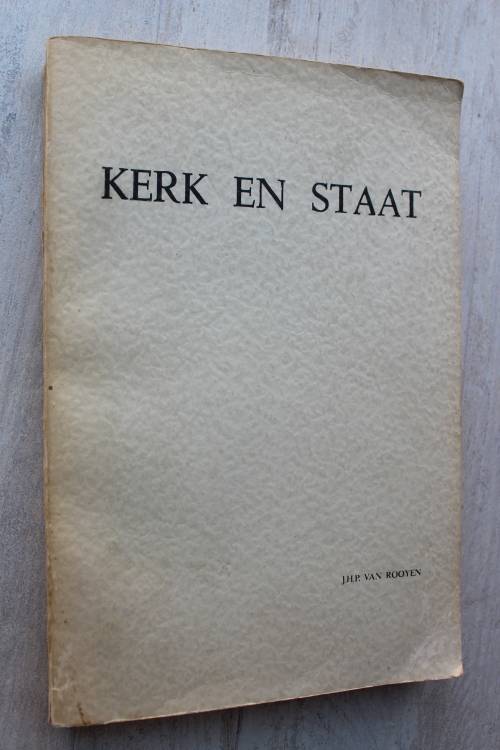 KERK EN STAAT
J.H.P. VAN ROOYEN